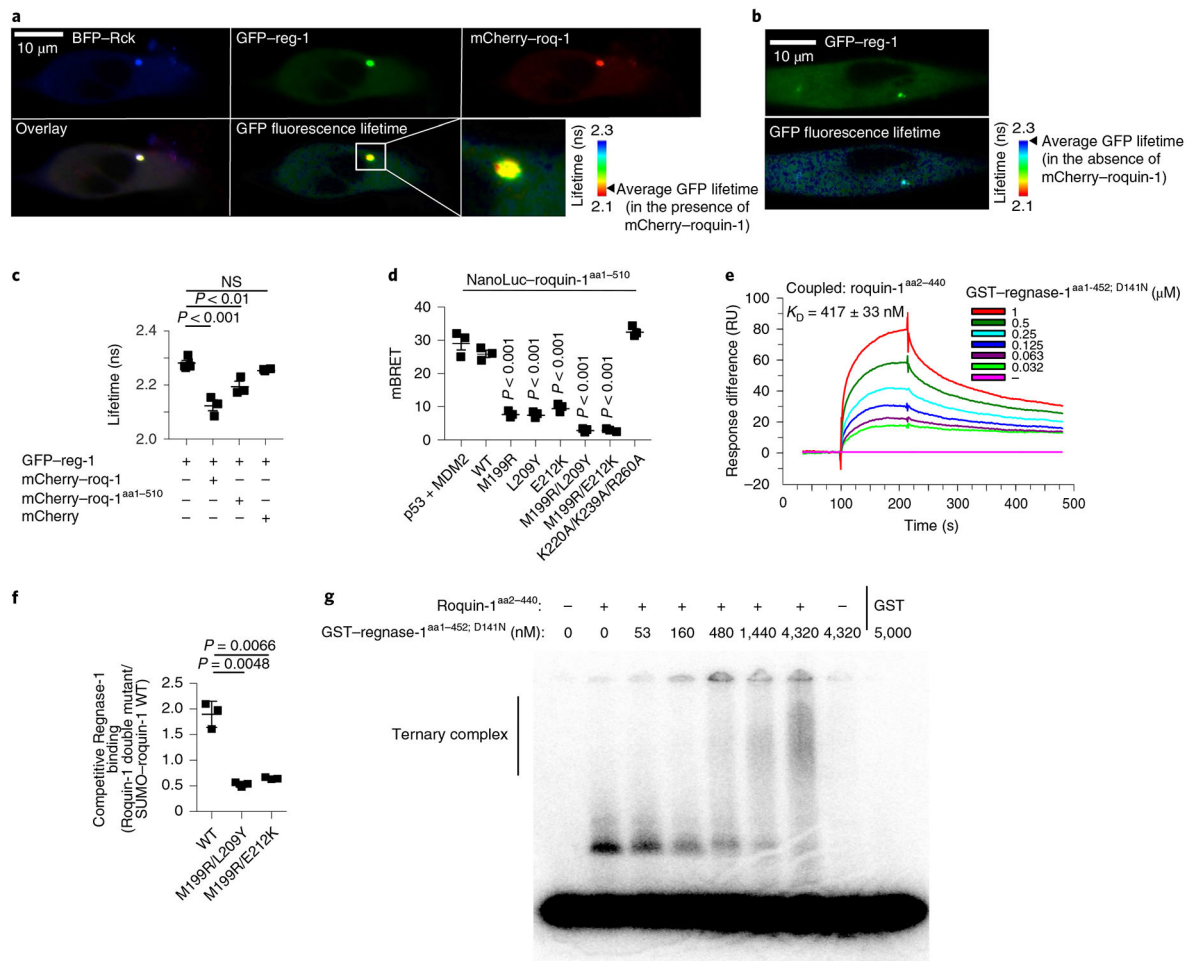 a
10 μm
BFP–Rck
GFP–reg-1
mCherry–roq-1
Overlay
GFP fluorescence lifetime
Lifetime (ns)
2.3
2.1
Average GFP lifetime
(in the presence of
mCherry–roquin-1)
b
GFP–reg-1
10 μm
GFP fluorescence lifetime
Lifetime (ns)
2.3
2.1
Average GFP lifetime
(in the absence of
mCherry–roquin-1)
c
NS
P < 0.01
P < 0.001
Lifetime (ns)
2.4
2.2
2.0
GFP–reg-1 + + + +
mCherry–roq-1 – + – –
mCherry–roq-1aa1–510 – – + –
mCherry – – – +
d
NanoLuc–roquin-1aa1–510
mBRET
40
30
20
10
0
P < 0.001
P < 0.001
P < 0.001
P < 0.001
P < 0.001
p53 + MDM2
WT
M199R
L209Y
E212K
M199R/L209Y
M199R/E212K
K220A/K239A/R260A
e
Coupled: roquin-1aa2–440
KD = 417 ± 33 nM
GST–regnase-1aa1-452; D141N (μM)
1
0.5
0.25
0.125
0.063
0.032
–
Response difference (RU)
100
80
60
40
20
0
–20
0 100 200 300 400 500
Time (s)
f
P = 0.0066
P = 0.0048
Competitive Regnase-1
binding
(Roquin-1 double mutant/
SUMO–roquin-1 WT)
2.5
2.0
1.5
1.0
0.5
0
WT
M199R/L209Y
M199R/E212K
g
Roquin-1aa2–440: – + + + + + + – GST
GST–regnase-1aa1–452; D141N (nM): 0 0 53 160 480 1,440 4,320 4,320 5,000
Ternary complex